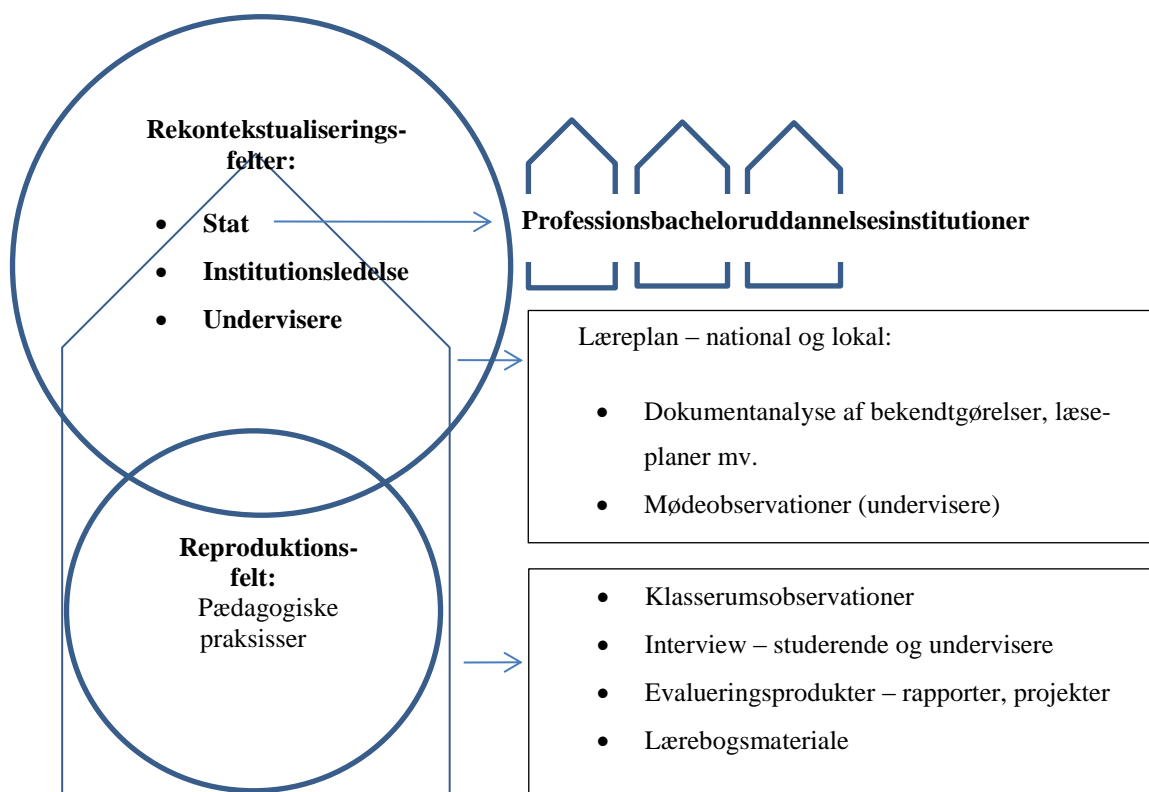 Rekontekstualiserings-
felter:
• Stat
• Institutionsledelse
• Undervisere
Professionsbacheloruddannelsesinstitutioner
Læreplan – national og lokal:
• Dokumentanalyse af bekendtgørelser, læse-
planer mv.
• Mødeobservationer (undervisere)
Reproduktions-
felt:
Pædagogiske
praksisser
• Klasserumsobservationer
• Interview – studerende og undervisere
• Evalueringsprodukter – rapporter, projekter
• Lærebogsmateriale